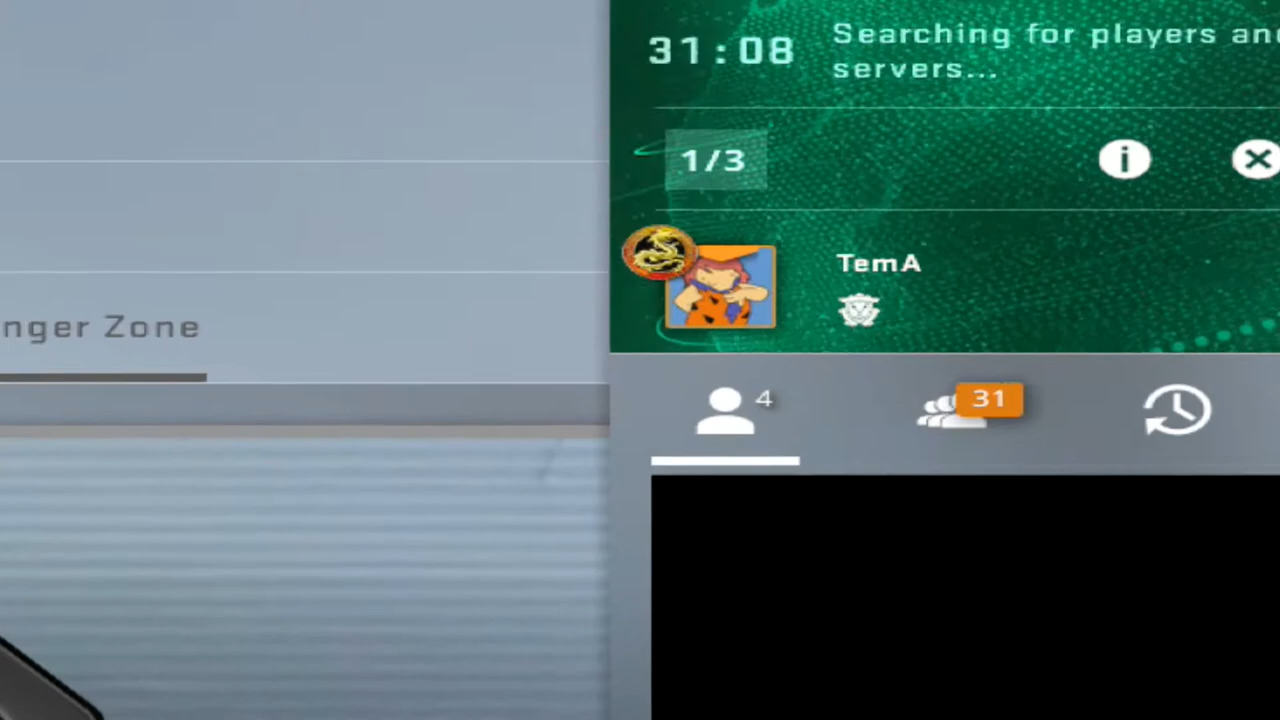 31:08
Searching for players and
servers...
1/3
TemA
nger Zone
4
31